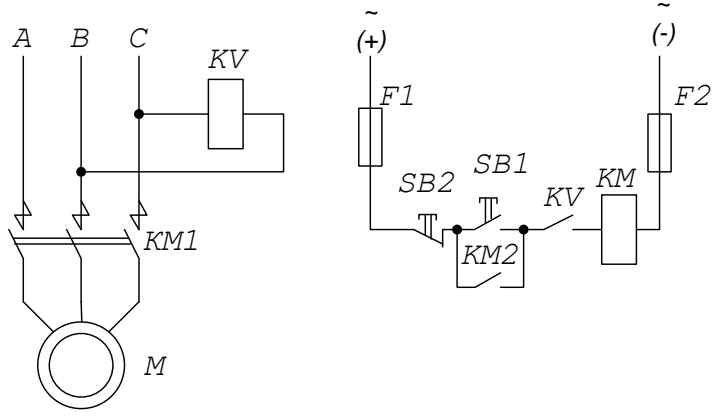 A B C
KV
KM1
M
~ ~
(+) (-)
F1 F2
SB2 SB1 KV KM
KM2